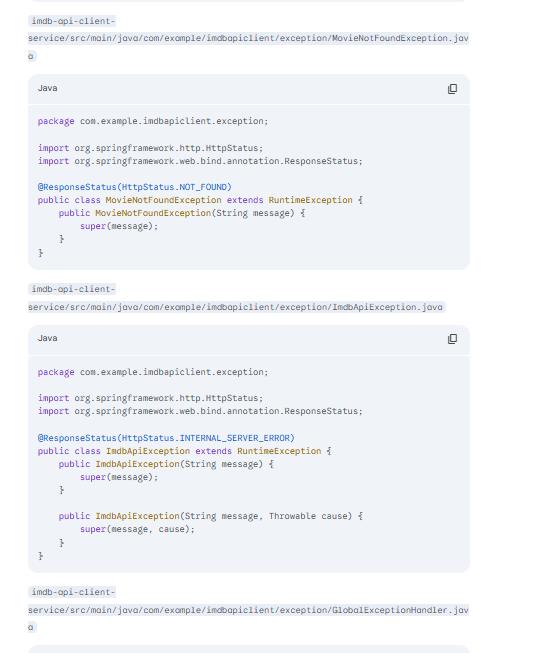 imdb-api-client-
service/src/main/java/com/example/imdbapiclient/exception/MovieNotFoundException.jav
a
Java
package com.example.imdbapiclient.exception;
import org.springframework.http.HttpStatus;
import org.springframework.web.bind.annotation.ResponseStatus;
@ResponseStatus(HttpStatus.NOT_FOUND)
public class MovieNotFoundException extends RuntimeException {
    public MovieNotFoundException(String message) {
        super(message);
    }
}
imdb-api-client-
service/src/main/java/com/example/imdbapiclient/exception/ImdbApiException.java
Java
package com.example.imdbapiclient.exception;
import org.springframework.http.HttpStatus;
import org.springframework.web.bind.annotation.ResponseStatus;
@ResponseStatus(HttpStatus.INTERNAL_SERVER_ERROR)
public class ImdbApiException extends RuntimeException {
    public ImdbApiException(String message) {
        super(message);
    }
    public ImdbApiException(String message, Throwable cause) {
        super(message, cause);
    }
}
imdb-api-client-
service/src/main/java/com/example/imdbapiclient/exception/GlobalExceptionHandler.jav
a